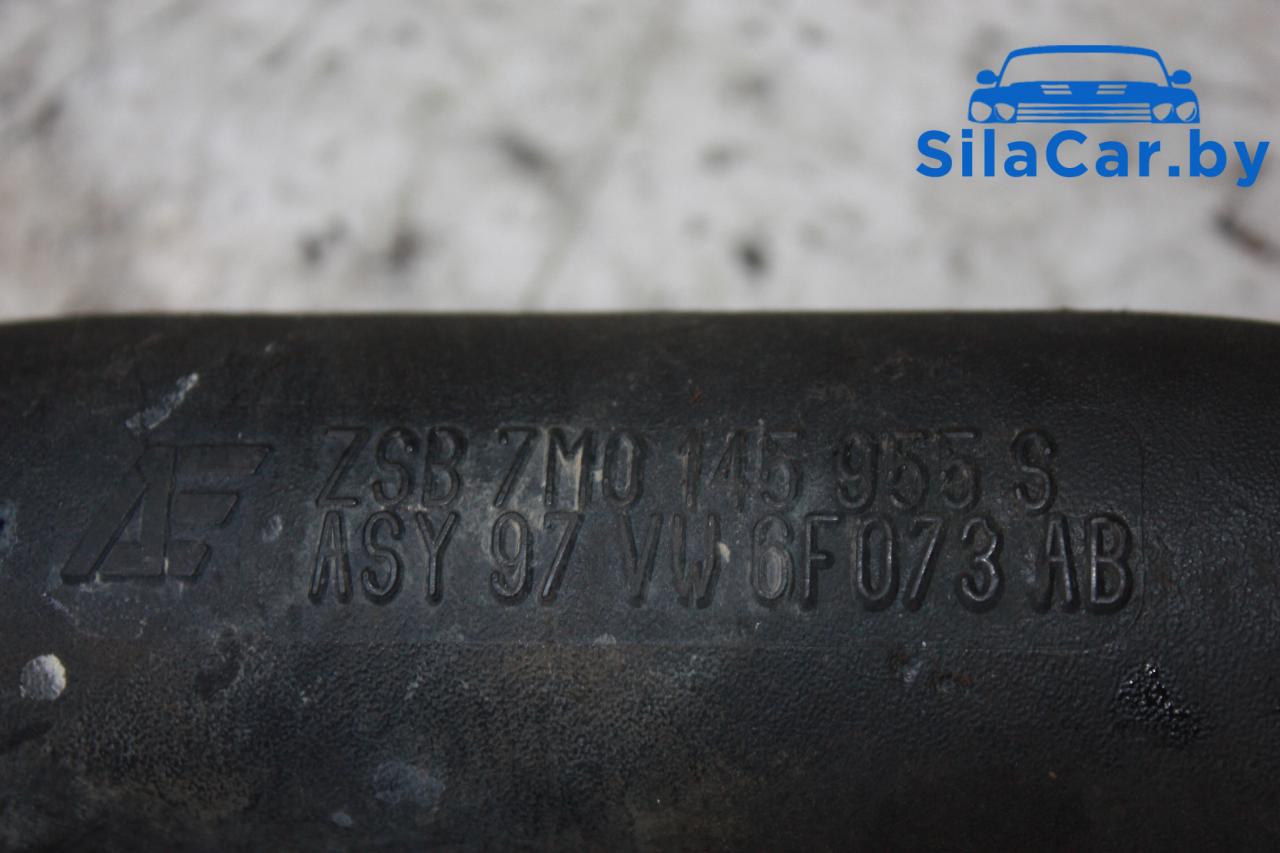 SilaCar.by
ZSB 7M0 145 955 S
ASY 97 VW 6F073 AB